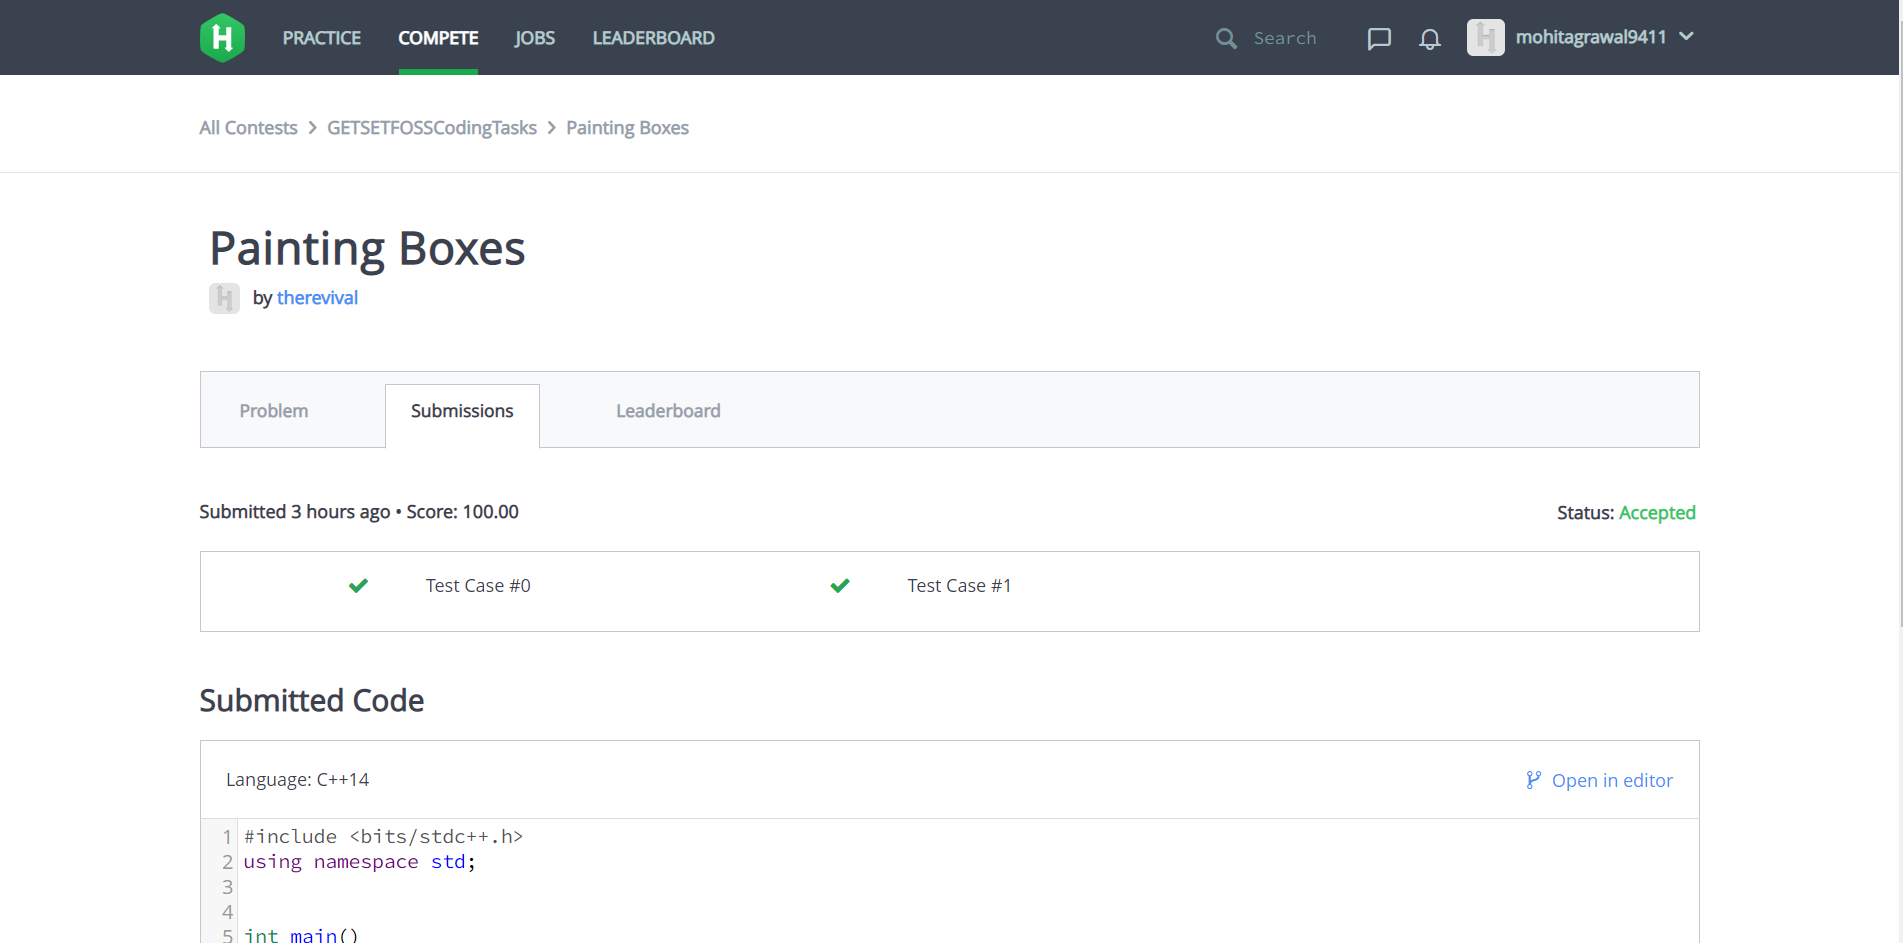 H PRACTICE COMPETE JOBS LEADERBOARD Search mohitagrawal9411
All Contests > GETSETFOSSCodingTasks > Painting Boxes
Painting Boxes
by therevival
Problem Submissions Leaderboard
Submitted 3 hours ago • Score: 100.00 Status: Accepted
Test Case #0 Test Case #1
Submitted Code
Language: C++14 Open in editor
1 #include <bits/stdc++.h>
2 using namespace std;
3
4
5 int main()